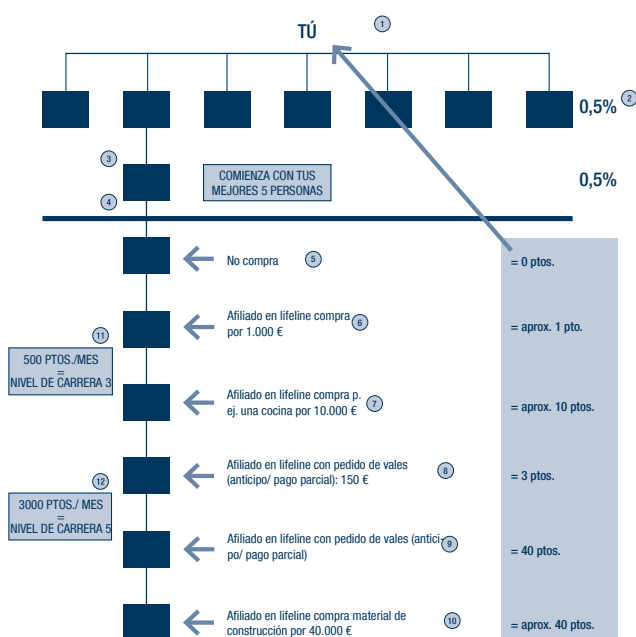 TÚ
1
0,5%
2
3
COMIENZA CON TUS
MEJORES 5 PERSONAS
0,5%
4
No compra
5
= 0 ptos.
Afiliado en lifeline compra
por 1.000 €
6
= aprox. 1 pto.
11
500 PTOS./MES
=
NIVEL DE CARRERA 3
Afiliado en lifeline compra p.
ej. una cocina por 10.000 €
7
= aprox. 10 ptos.
Afiliado en lifeline con pedido de vales
(anticipo/ pago parcial): 150 €
8
= 3 ptos.
12
3000 PTOS./ MES
=
NIVEL DE CARRERA 5
Afiliado en lifeline con pedido de vales (antici-
po/ pago parcial)
9
= 40 ptos.
Afiliado en lifeline compra material de
construcción por 40.000 €
10
= aprox. 40 ptos.